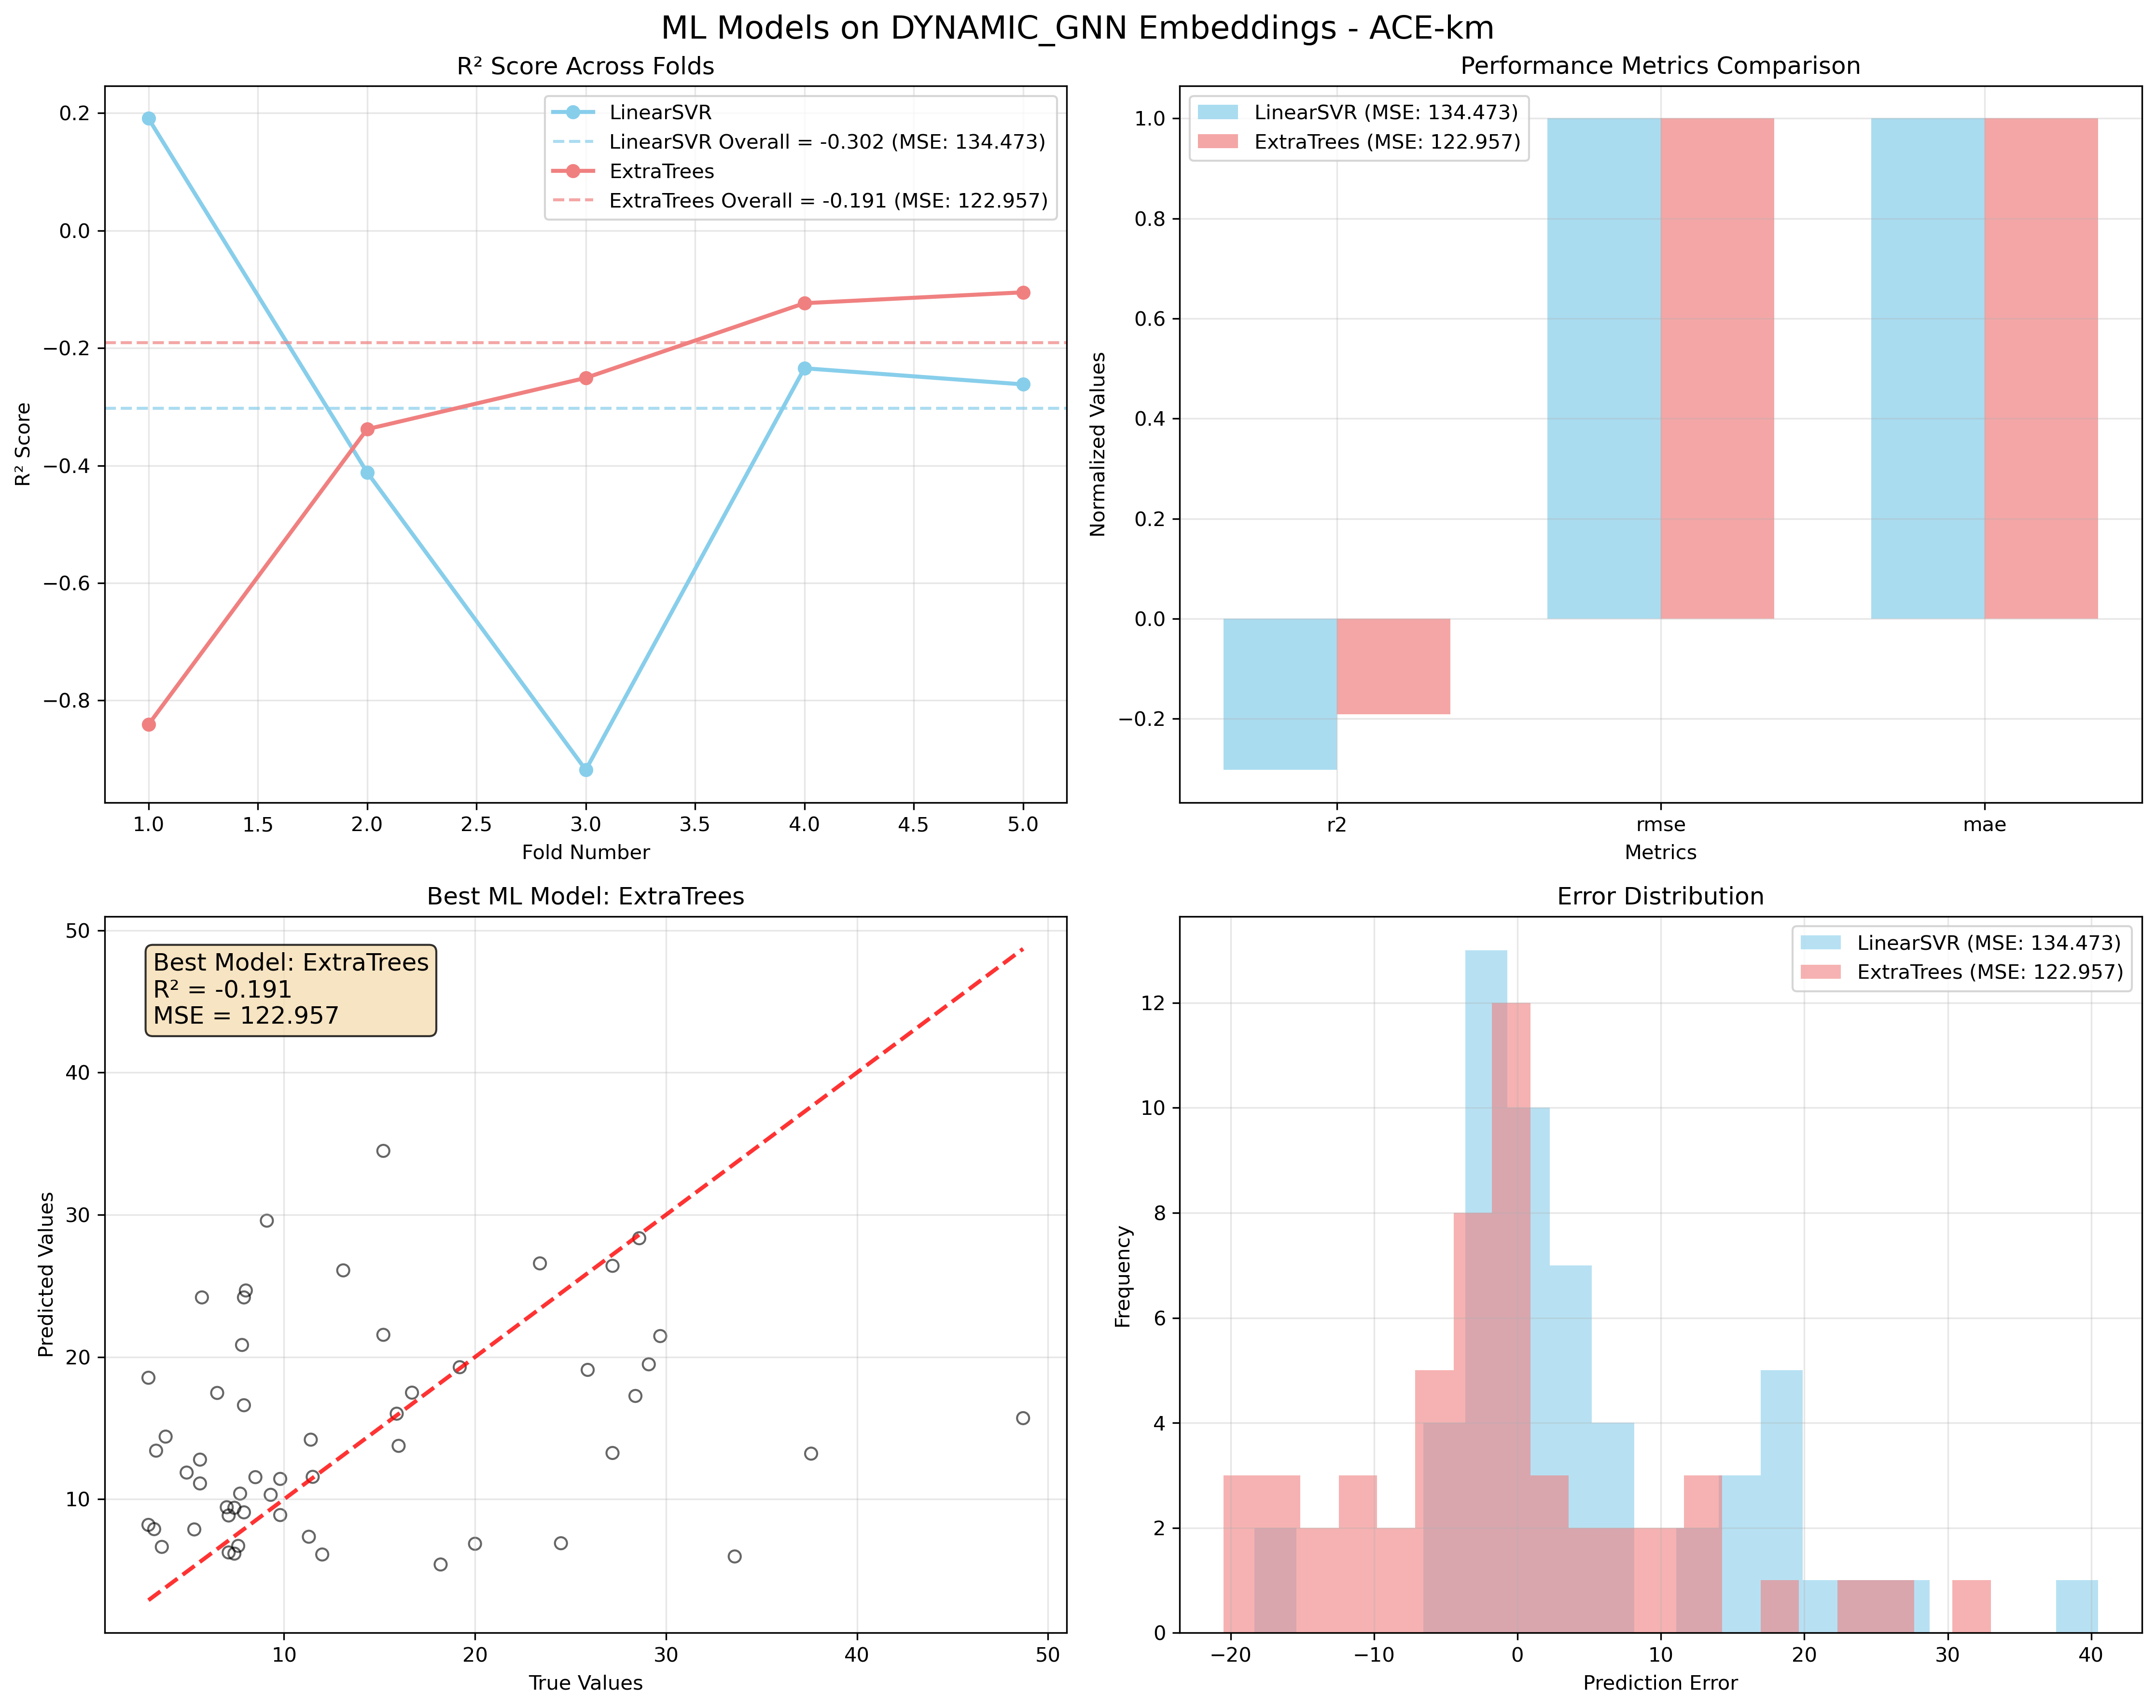 ML Models on DYNAMIC_GNN Embeddings - ACE-km
R² Score Across Folds
LinearSVR
LinearSVR Overall = -0.302 (MSE: 134.473)
ExtraTrees
ExtraTrees Overall = -0.191 (MSE: 122.957)
R² Score
0.2
0.0
−0.2
−0.4
−0.6
−0.8
1.0 1.5 2.0 2.5 3.0 3.5 4.0 4.5 5.0
Fold Number
Performance Metrics Comparison
LinearSVR (MSE: 134.473)
ExtraTrees (MSE: 122.957)
Normalized Values
1.0
0.8
0.6
0.4
0.2
0.0
−0.2
r2 rmse mae
Metrics
Best ML Model: ExtraTrees
Best Model: ExtraTrees
R² = -0.191
MSE = 122.957
Predicted Values
50
40
30
20
10
10 20 30 40 50
True Values
Error Distribution
LinearSVR (MSE: 134.473)
ExtraTrees (MSE: 122.957)
Frequency
12
10
8
6
4
2
0
−20 −10 0 10 20 30 40
Prediction Error